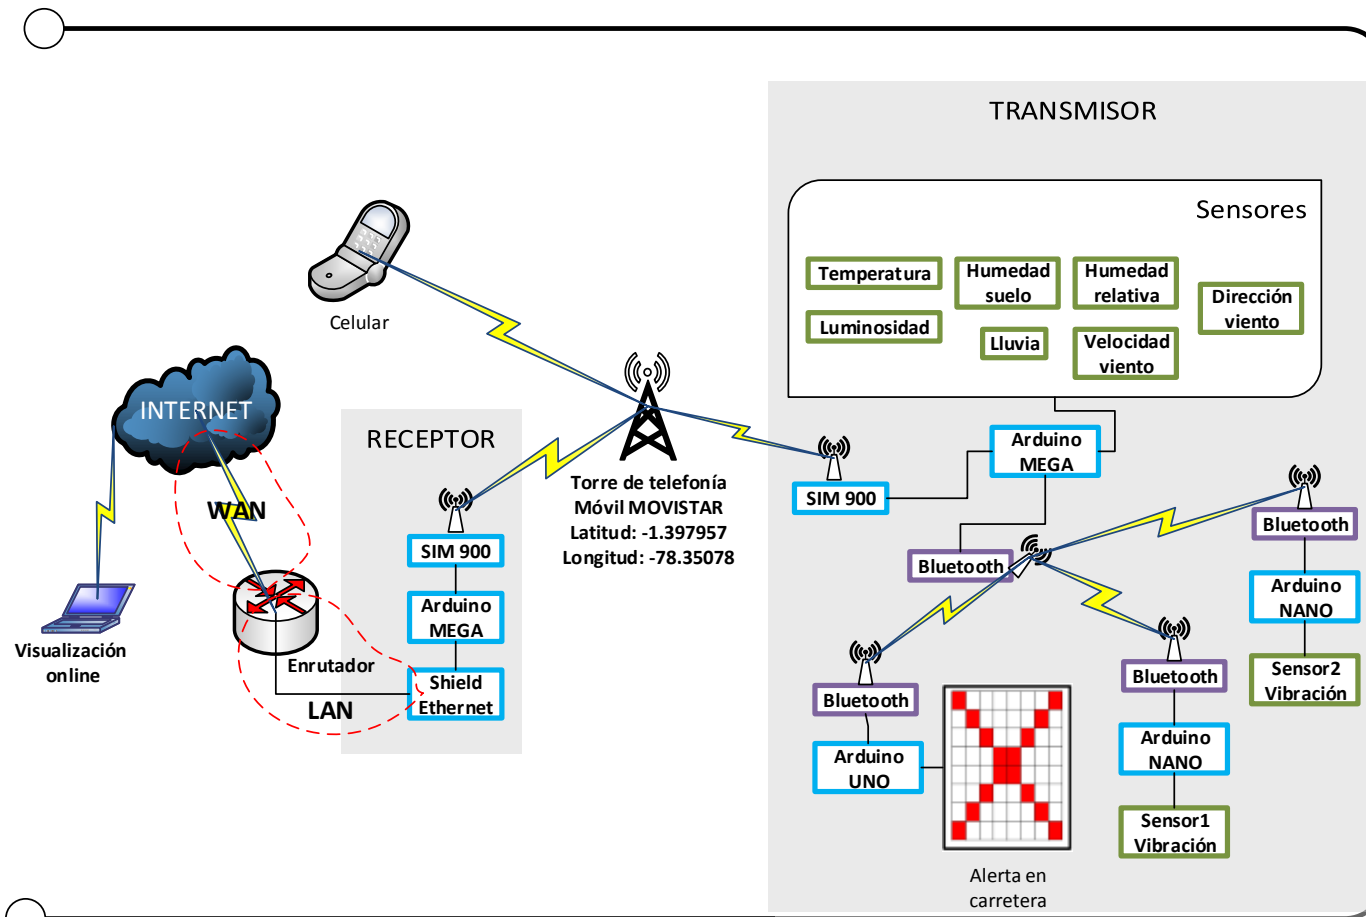 TRANSMISOR
Sensores
Temperatura
Humedad
suelo
Humedad
relativa
Dirección
viento
Luminosidad
Lluvia
Velocidad
viento
Celular
INTERNET
WAN
Visualización
online
Enrutador
LAN
RECEPTOR
SIM 900
Arduino
MEGA
Shield
Ethernet
Torre de telefonía
Móvil MOVISTAR
Latitud: -1.397957
Longitud: -78.35078
SIM 900
Arduino
MEGA
Bluetooth
Bluetooth
Arduino
NANO
Sensor2
Vibración
Bluetooth
Arduino
UNO
Alerta en
carretera
Bluetooth
Arduino
NANO
Sensor1
Vibración